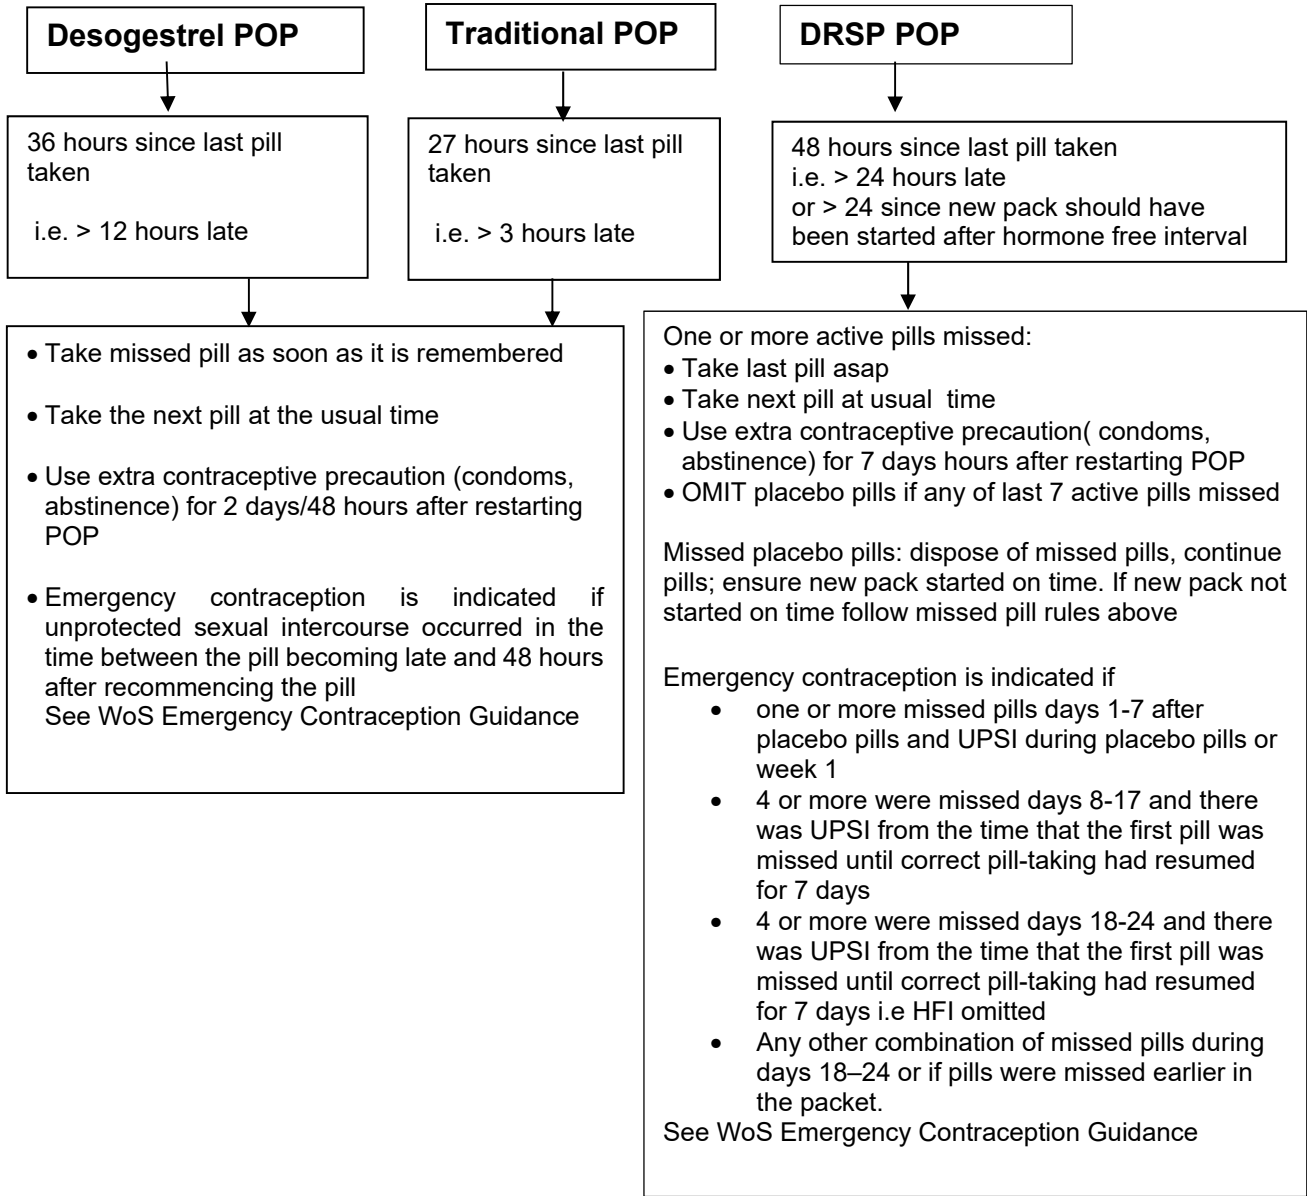 Desogestrel POP
Traditional POP
DRSP POP
36 hours since last pill
taken
i.e. > 12 hours late
27 hours since last pill
taken
i.e. > 3 hours late
48 hours since last pill taken
i.e. > 24 hours late
or > 24 since new pack should have
been started after hormone free interval
• Take missed pill as soon as it is remembered
• Take the next pill at the usual time
• Use extra contraceptive precaution (condoms,
abstinence) for 2 days/48 hours after restarting
POP
• Emergency contraception is indicated if
unprotected sexual intercourse occurred in the
time between the pill becoming late and 48 hours
after recommencing the pill
See WoS Emergency Contraception Guidance
One or more active pills missed:
• Take last pill asap
• Take next pill at usual time
• Use extra contraceptive precaution( condoms,
abstinence) for 7 days hours after restarting POP
• OMIT placebo pills if any of last 7 active pills missed
Missed placebo pills: dispose of missed pills, continue
pills; ensure new pack started on time. If new pack not
started on time follow missed pill rules above
Emergency contraception is indicated if
• one or more missed pills days 1-7 after
placebo pills and UPSI during placebo pills or
week 1
• 4 or more were missed days 8-17 and there
was UPSI from the time that the first pill was
missed until correct pill-taking had resumed
for 7 days
• 4 or more were missed days 18-24 and there
was UPSI from the time that the first pill was
missed until correct pill-taking had resumed
for 7 days i.e HFI omitted
• Any other combination of missed pills during
days 18–24 or if pills were missed earlier in
the packet.
See WoS Emergency Contraception Guidance